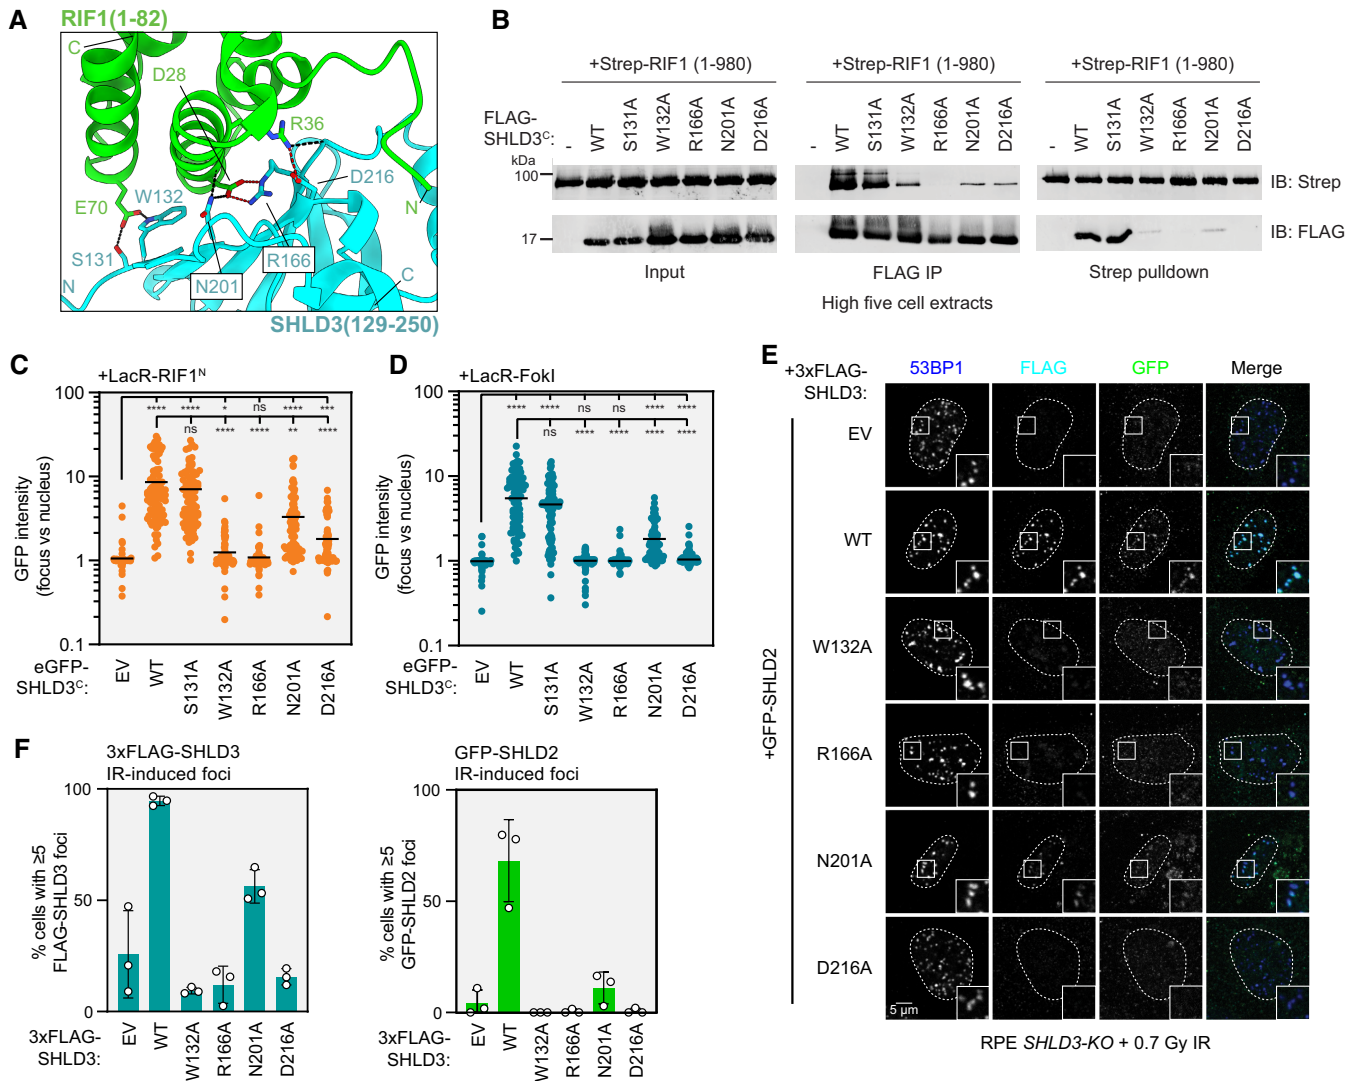 A
RIF1(1-82)
C
D28
R36
D216
E70
W132
N
S131
R166
N
N201
C
SHLD3(129-250)
B
+Strep-RIF1 (1-980)
+Strep-RIF1 (1-980)
+Strep-RIF1 (1-980)
FLAG-
SHLD3ᶜ:
- WT S131A W132A R166A N201A D216A
- WT S131A W132A R166A N201A D216A
- WT S131A W132A R166A N201A D216A
kDa
100
17
IB: Strep
IB: FLAG
Input
FLAG IP
Strep pulldown
High five cell extracts
C
+LacR-RIF1ᴺ
**** **** * ns **** ***
ns **** **** ** ****
GFP intensity
(focus vs nucleus)
100
10
1
0.1
eGFP-
SHLD3ᶜ:
EV WT S131A W132A R166A N201A D216A
D
+LacR-FokI
**** **** ns ns **** ****
ns **** **** **** ****
GFP intensity
(focus vs nucleus)
100
10
1
0.1
eGFP-
SHLD3ᶜ:
EV WT S131A W132A R166A N201A D216A
E
+3xFLAG-
SHLD3:
53BP1 FLAG GFP Merge
+GFP-SHLD2
EV
WT
W132A
R166A
N201A
D216A
5 μm
RPE SHLD3-KO + 0.7 Gy IR
F
3xFLAG-SHLD3
IR-induced foci
% cells with ≥5
FLAG-SHLD3 foci
100
50
0
3xFLAG-
SHLD3:
EV WT W132A R166A N201A D216A
GFP-SHLD2
IR-induced foci
% cells with ≥5
GFP-SHLD2 foci
100
50
0
3xFLAG-
SHLD3:
EV WT W132A R166A N201A D216A